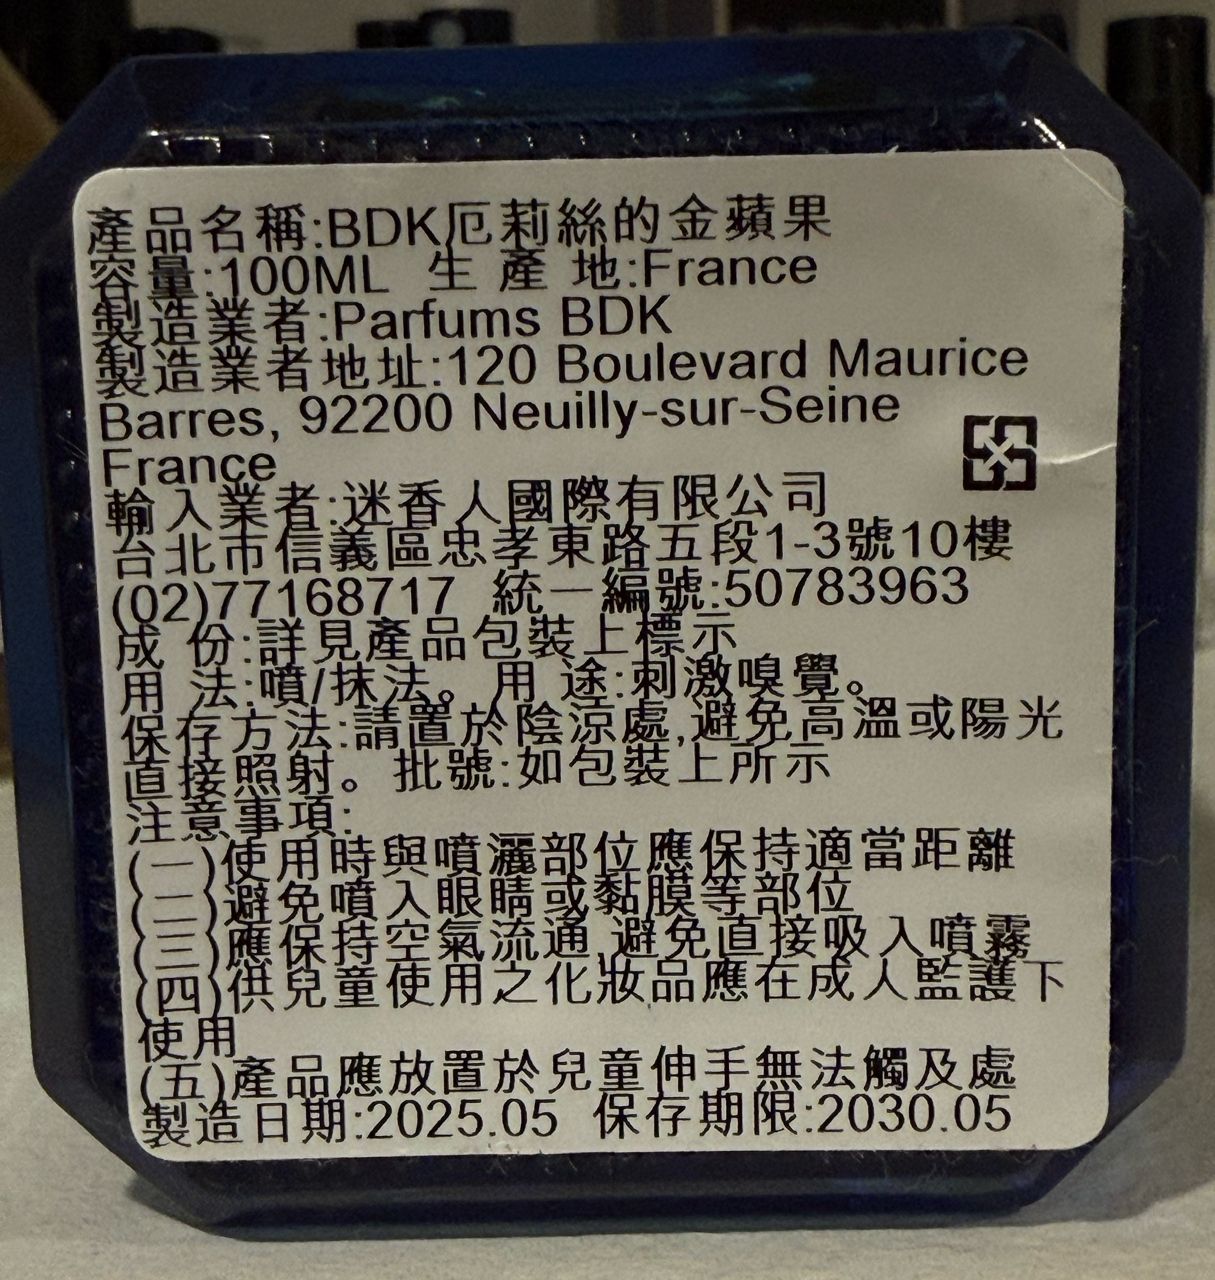 產品名稱:BDK厄莉絲的金蘋果
容量:100ML 生 產 地:France
製造業者:Parfums BDK
製造業者地址:120 Boulevard Maurice
Barres, 92200 Neuilly-sur-Seine
France
輸入業者:迷香人國際有限公司
台北市信義區忠孝東路五段1-3號10樓
(02)77168717 統一編號:50783963
成 份:詳見產品包裝上標示
用 法:噴/抹法。用 途:刺激嗅覺。
保存方法:請置於陰涼處,避免高溫或陽光
直接照射。批號:如包裝上所示
注意事項:
(一)使用時與噴灑部位應保持適當距離
(二)避免噴入眼睛或黏膜等部位
(三)應保持空氣流通,避免直接吸入噴霧
(四)供兒童使用之化妝品應在成人監護下
使用
(五)產品應放置於兒童伸手無法觸及處
製造日期:2025.05 保存期限:2030.05